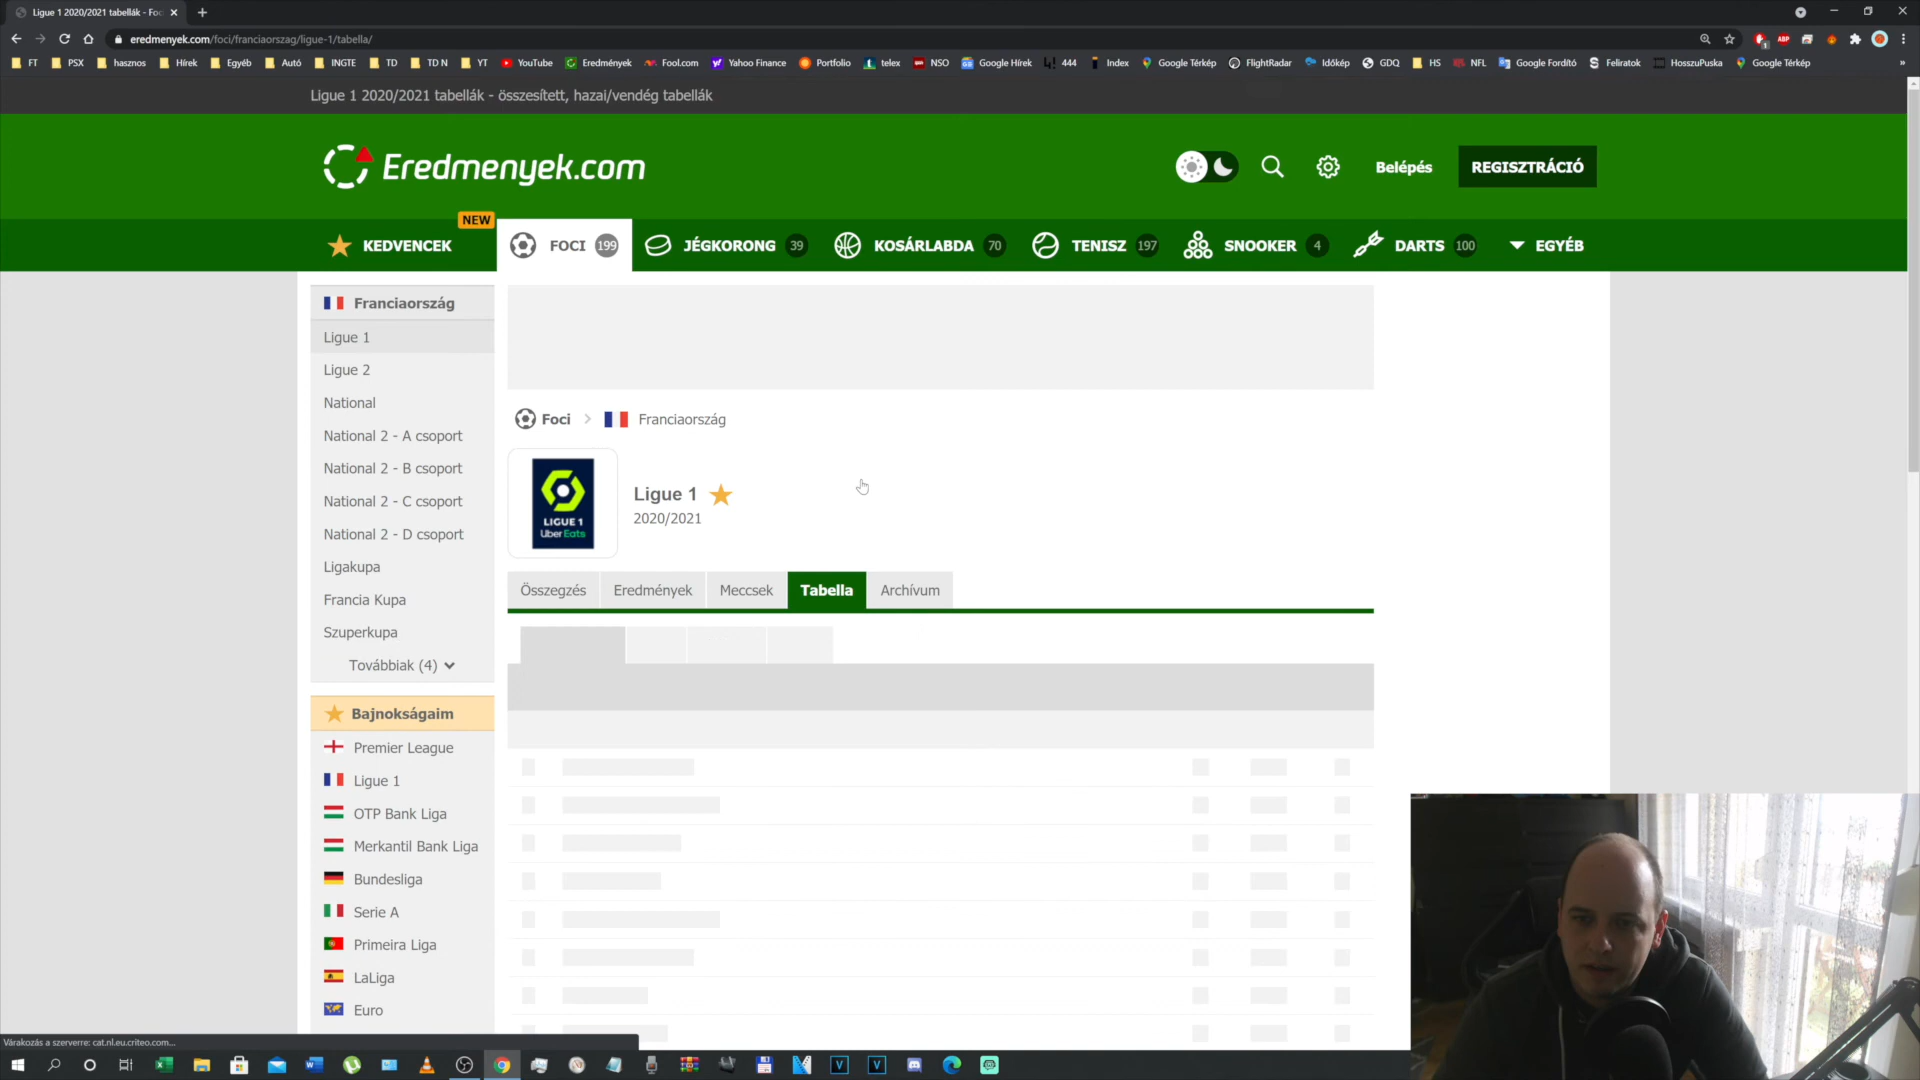 Ligue 1 2020/2021 tabellák - Foc
eredmenyek.com/foci/franciaorszag/ligue-1/tabella/
FT PSX hasznos Hírek Egyéb Autó INGTE TD TD N YT YouTube Eredmények Fool.com Yahoo Finance Portfolio telex NSO Google Hírek 444 Index Google Térkép FlightRadar Időkép GDQ HS NFL Google Fordító Feliratok HosszuPuska Google Térkép
Ligue 1 2020/2021 tabellák - összesített, hazai/vendég tabellák
Eredmenyek.com
Belépés
REGISZTRÁCIÓ
NEW
KEDVENCEK FOCI 199 JÉGKORONG 39 KOSÁRLABDA 70 TENISZ 197 SNOOKER 4 DARTS 100 EGYÉB
Franciaország
Ligue 1
Ligue 2
National
National 2 - A csoport
National 2 - B csoport
National 2 - C csoport
National 2 - D csoport
Ligakupa
Francia Kupa
Szuperkupa
Továbbiak (4)
Bajnokságaim
Premier League
Ligue 1
OTP Bank Liga
Merkantil Bank Liga
Bundesliga
Serie A
Primeira Liga
LaLiga
Euro
Foci > Franciaország
LIGUE 1
Uber Eats
Ligue 1
2020/2021
Összegzés Eredmények Meccsek Tabella Archívum
Várakozás a szerverre: cat.nl.eu.criteo.com...